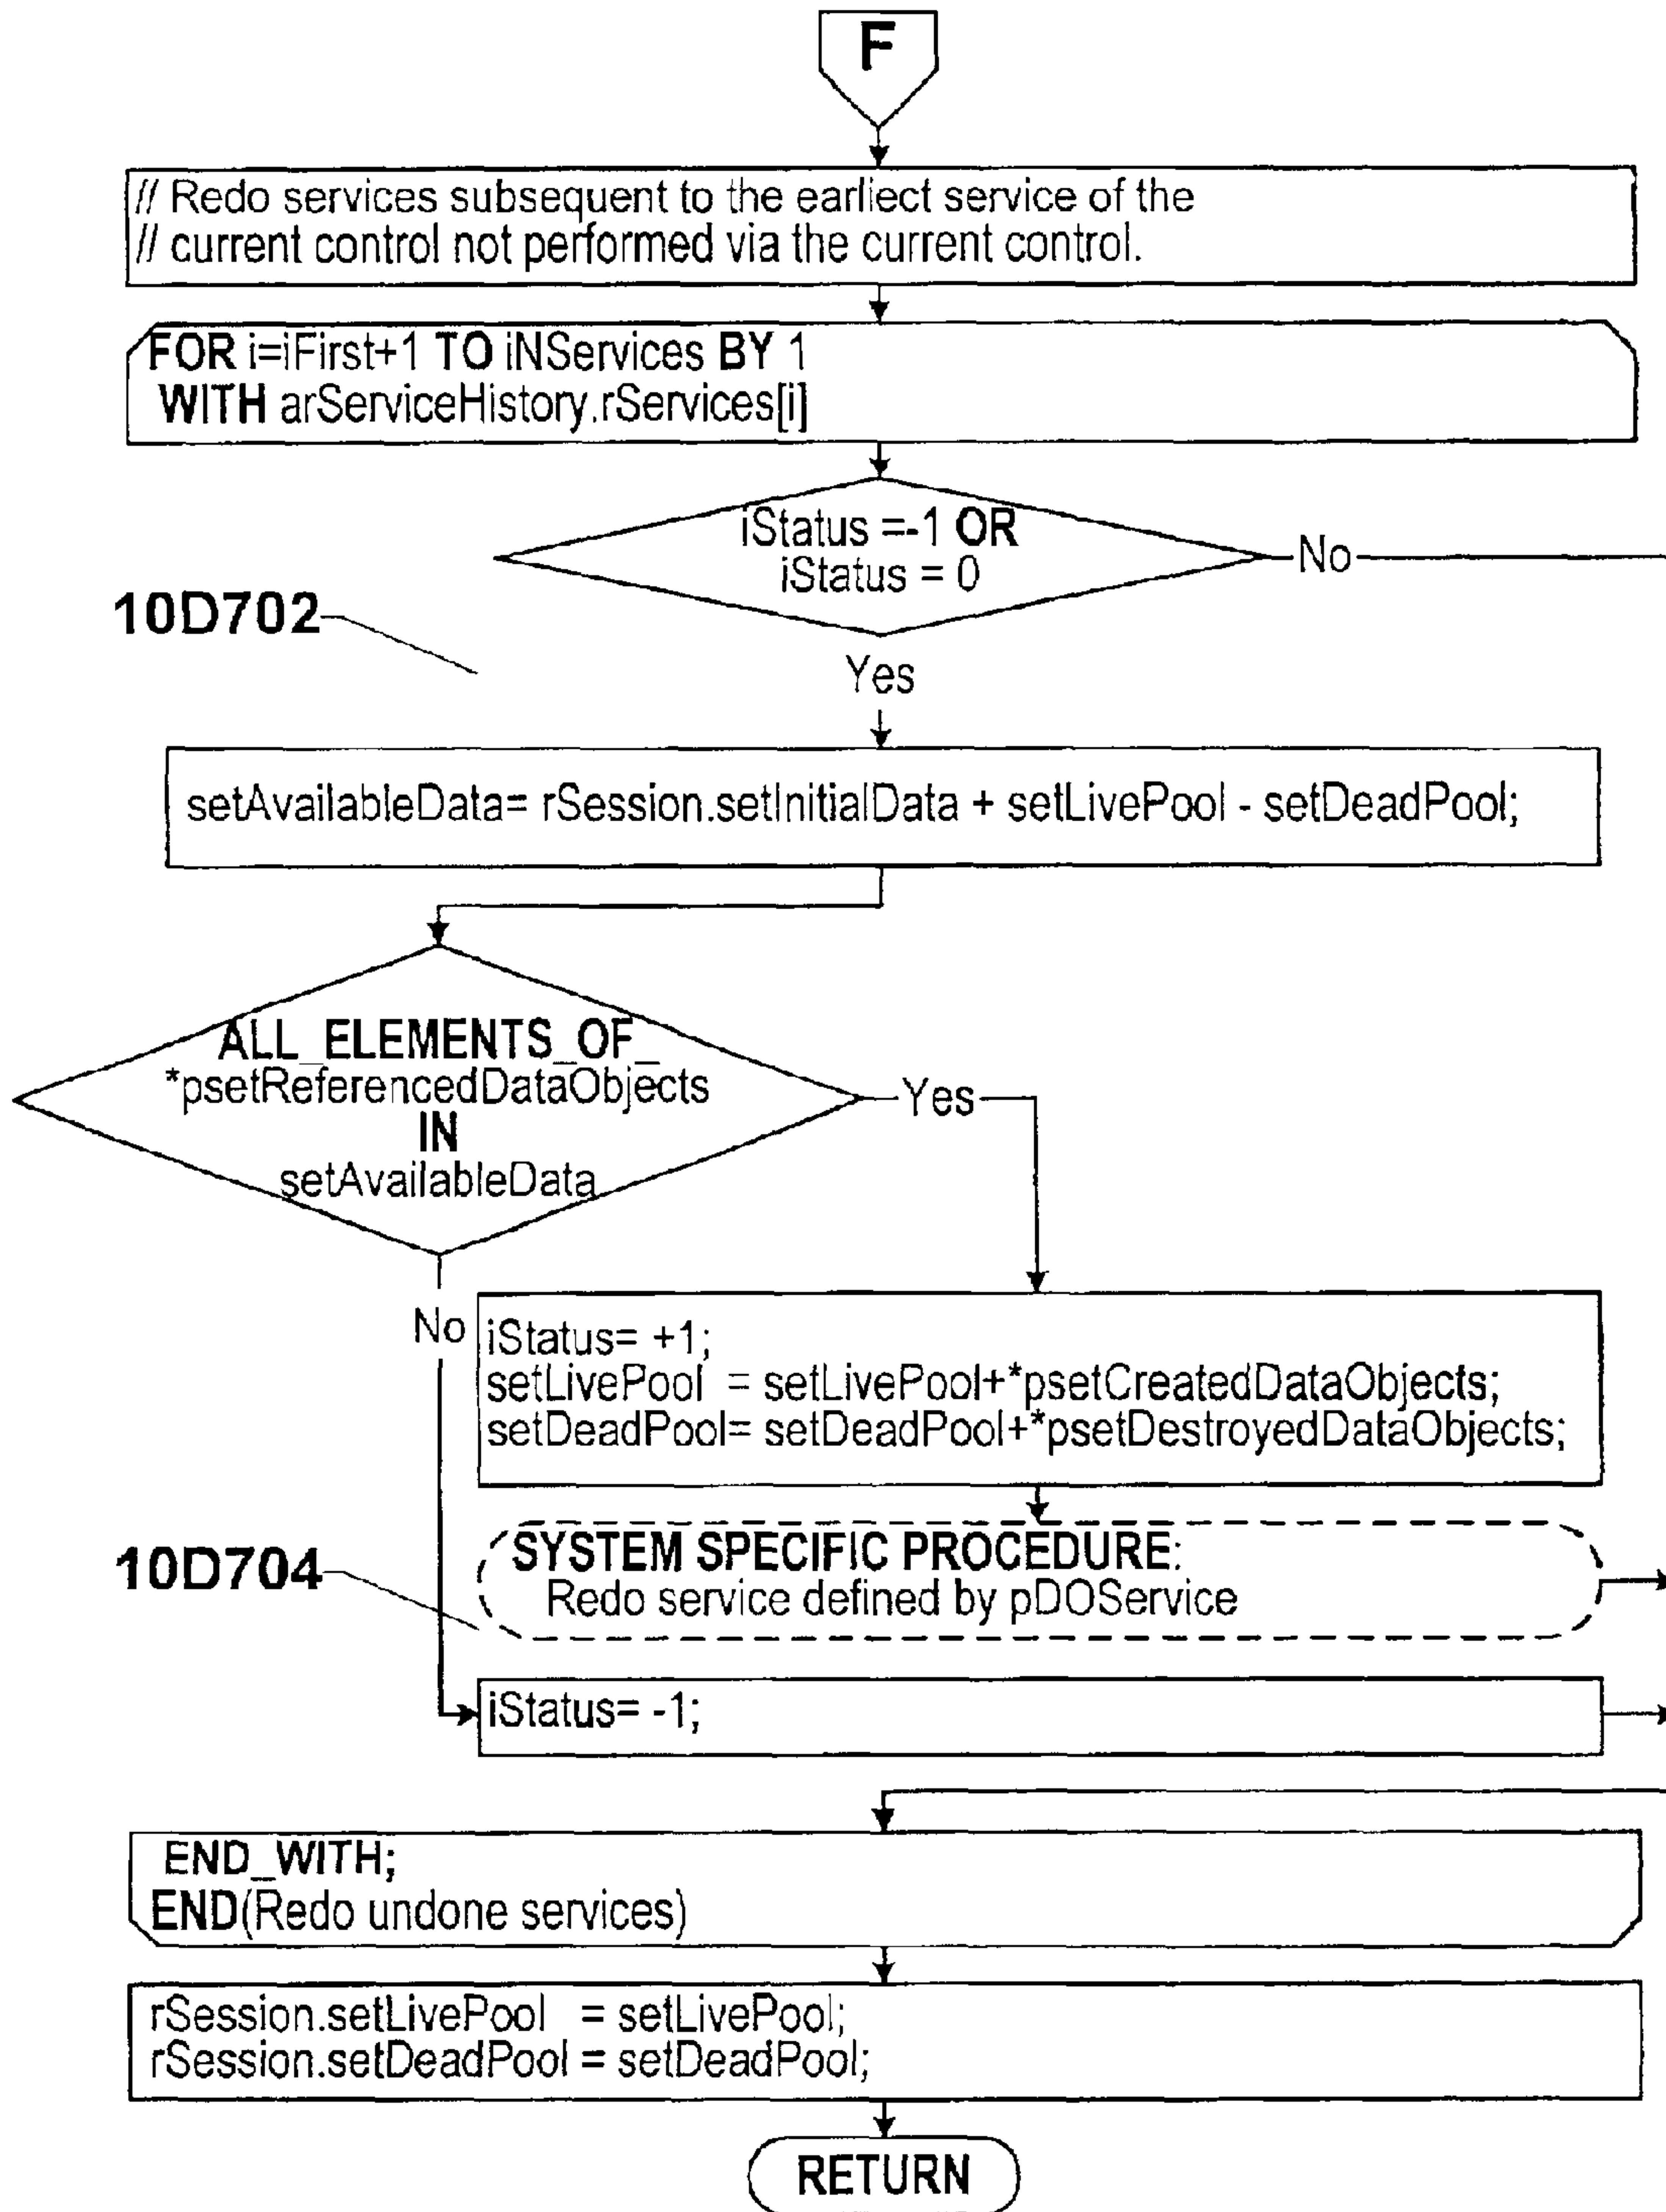 F
// Redo services subsequent to the earliect service of the
// current control not performed via the current control.
FOR i=iFirst+1 TO iNServices BY 1
WITH arServiceHistory.rServices[i]
iStatus =-1 OR
iStatus = 0
No
10D702
Yes
setAvailableData= rSession.setInitialData + setLivePool - setDeadPool;
ALL_ELEMENTS_OF_
*psetReferencedDataObjects
IN
setAvailableData
Yes
No
iStatus= +1;
setLivePool = setLivePool+*psetCreatedDataObjects;
setDeadPool= setDeadPool+*psetDestroyedDataObjects;
10D704
SYSTEM SPECIFIC PROCEDURE:
Redo service defined by pDOService
iStatus= -1;
END_WITH;
END(Redo undone services)
rSession.setLivePool = setLivePool;
rSession.setDeadPool = setDeadPool;
RETURN